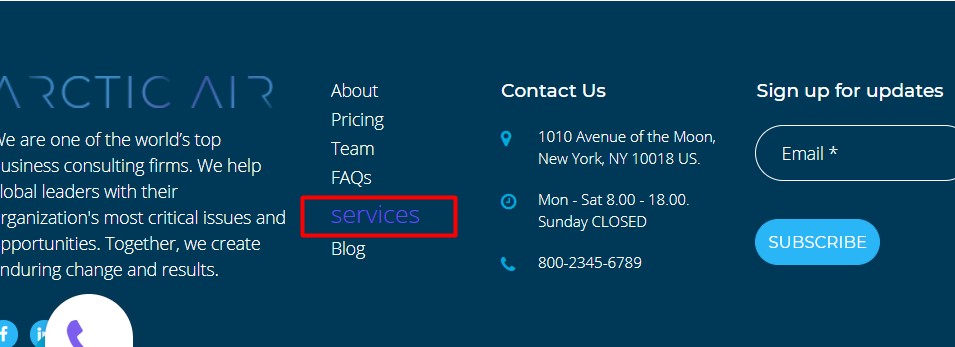 ARCTIC AIR
We are one of the world's top
business consulting firms. We help
global leaders with their
organization's most critical issues and
opportunities. Together, we create
enduring change and results.
About
Pricing
Team
FAQs
services
Blog
Contact Us
1010 Avenue of the Moon,
New York, NY 10018 US.
Mon - Sat 8.00 - 18.00.
Sunday CLOSED
800-2345-6789
Sign up for updates
Email *
SUBSCRIBE